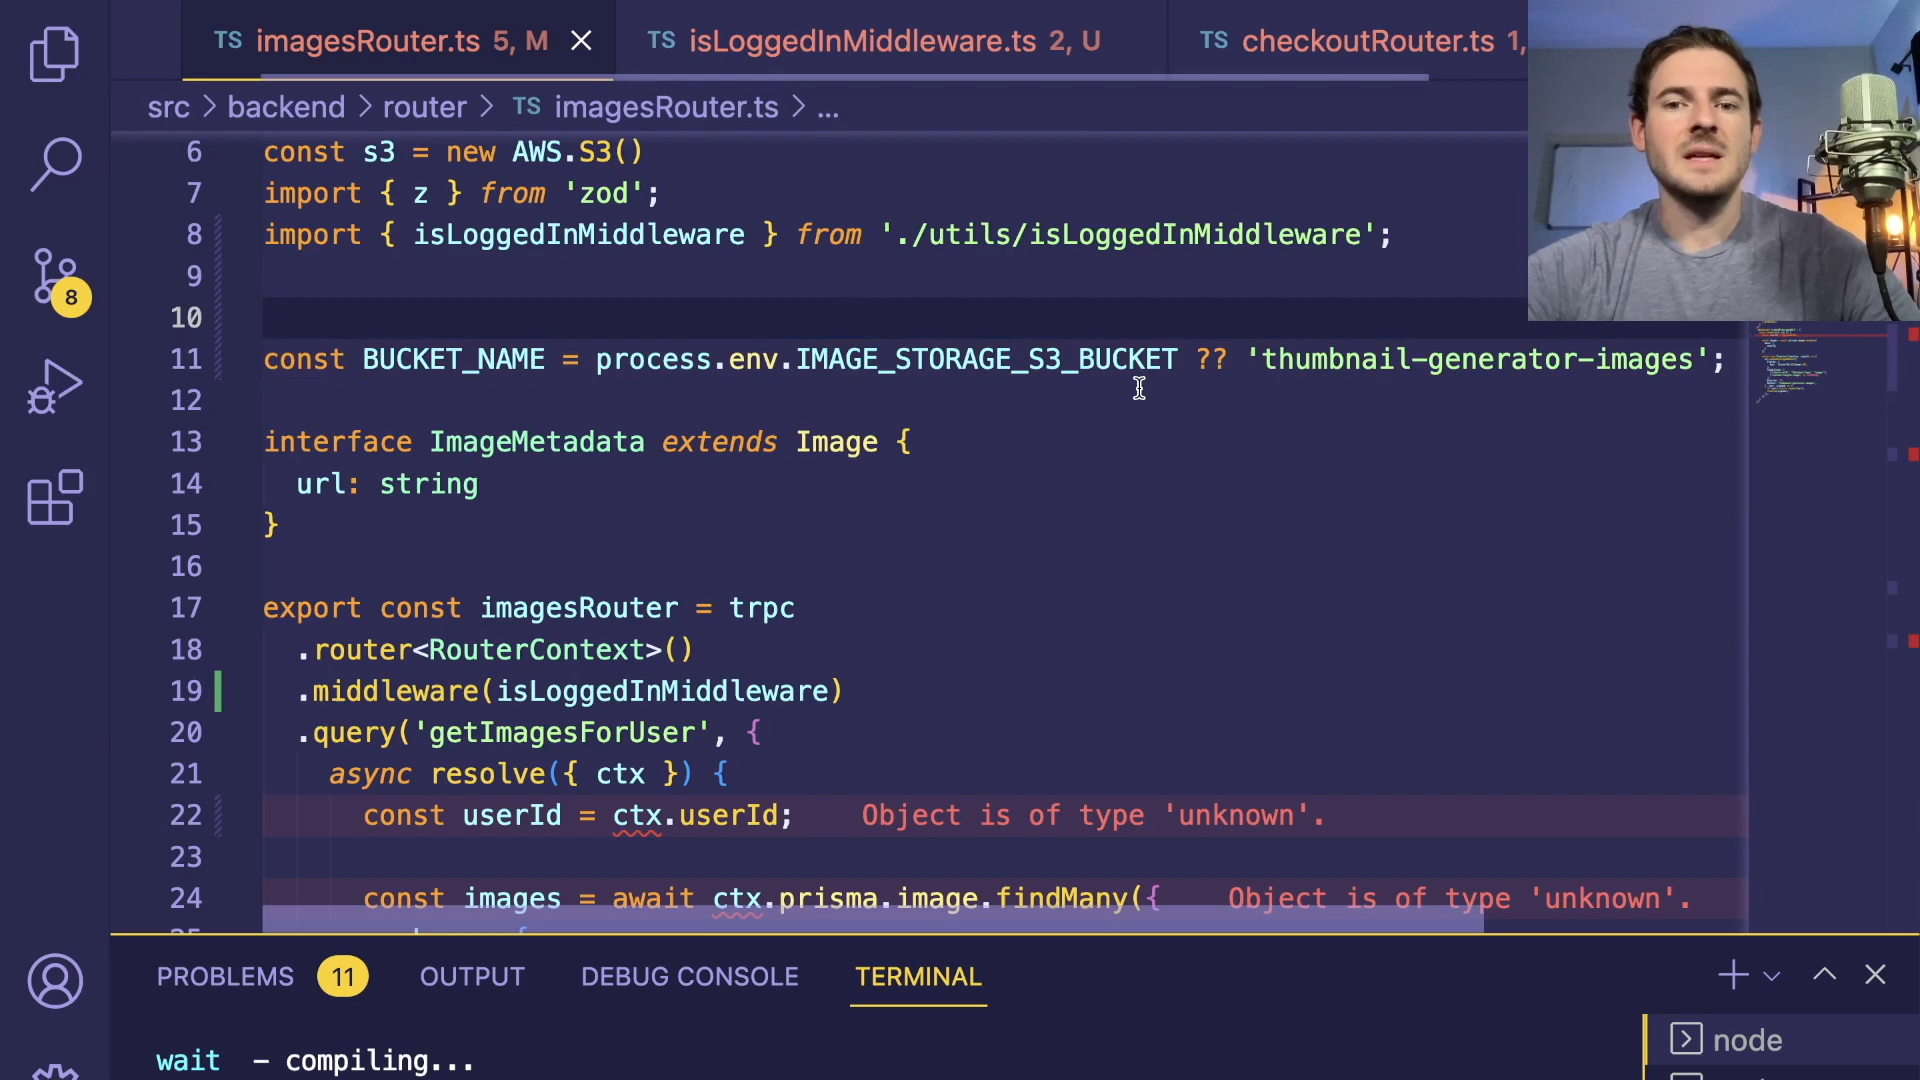 TS imagesRouter.ts 5, M
TS isLoggedInMiddleware.ts 2, U
TS checkoutRouter.ts 1,
src > backend > router > TS imagesRouter.ts > ...
6 const s3 = new AWS.S3()
7 import { z } from 'zod';
8 import { isLoggedInMiddleware } from './utils/isLoggedInMiddleware';
9
10
11 const BUCKET_NAME = process.env.IMAGE_STORAGE_S3_BUCKET ?? 'thumbnail-generator-images';
12
13 interface ImageMetadata extends Image {
14 url: string
15 }
16
17 export const imagesRouter = trpc
18 .router<RouterContext>()
19 .middleware(isLoggedInMiddleware)
20 .query('getImagesForUser', {
21 async resolve({ ctx }) {
22 const userId = ctx.userId; Object is of type 'unknown'.
23
24 const images = await ctx.prisma.image.findMany({ Object is of type 'unknown'.
8
PROBLEMS 11 OUTPUT DEBUG CONSOLE TERMINAL
wait - compiling...
node